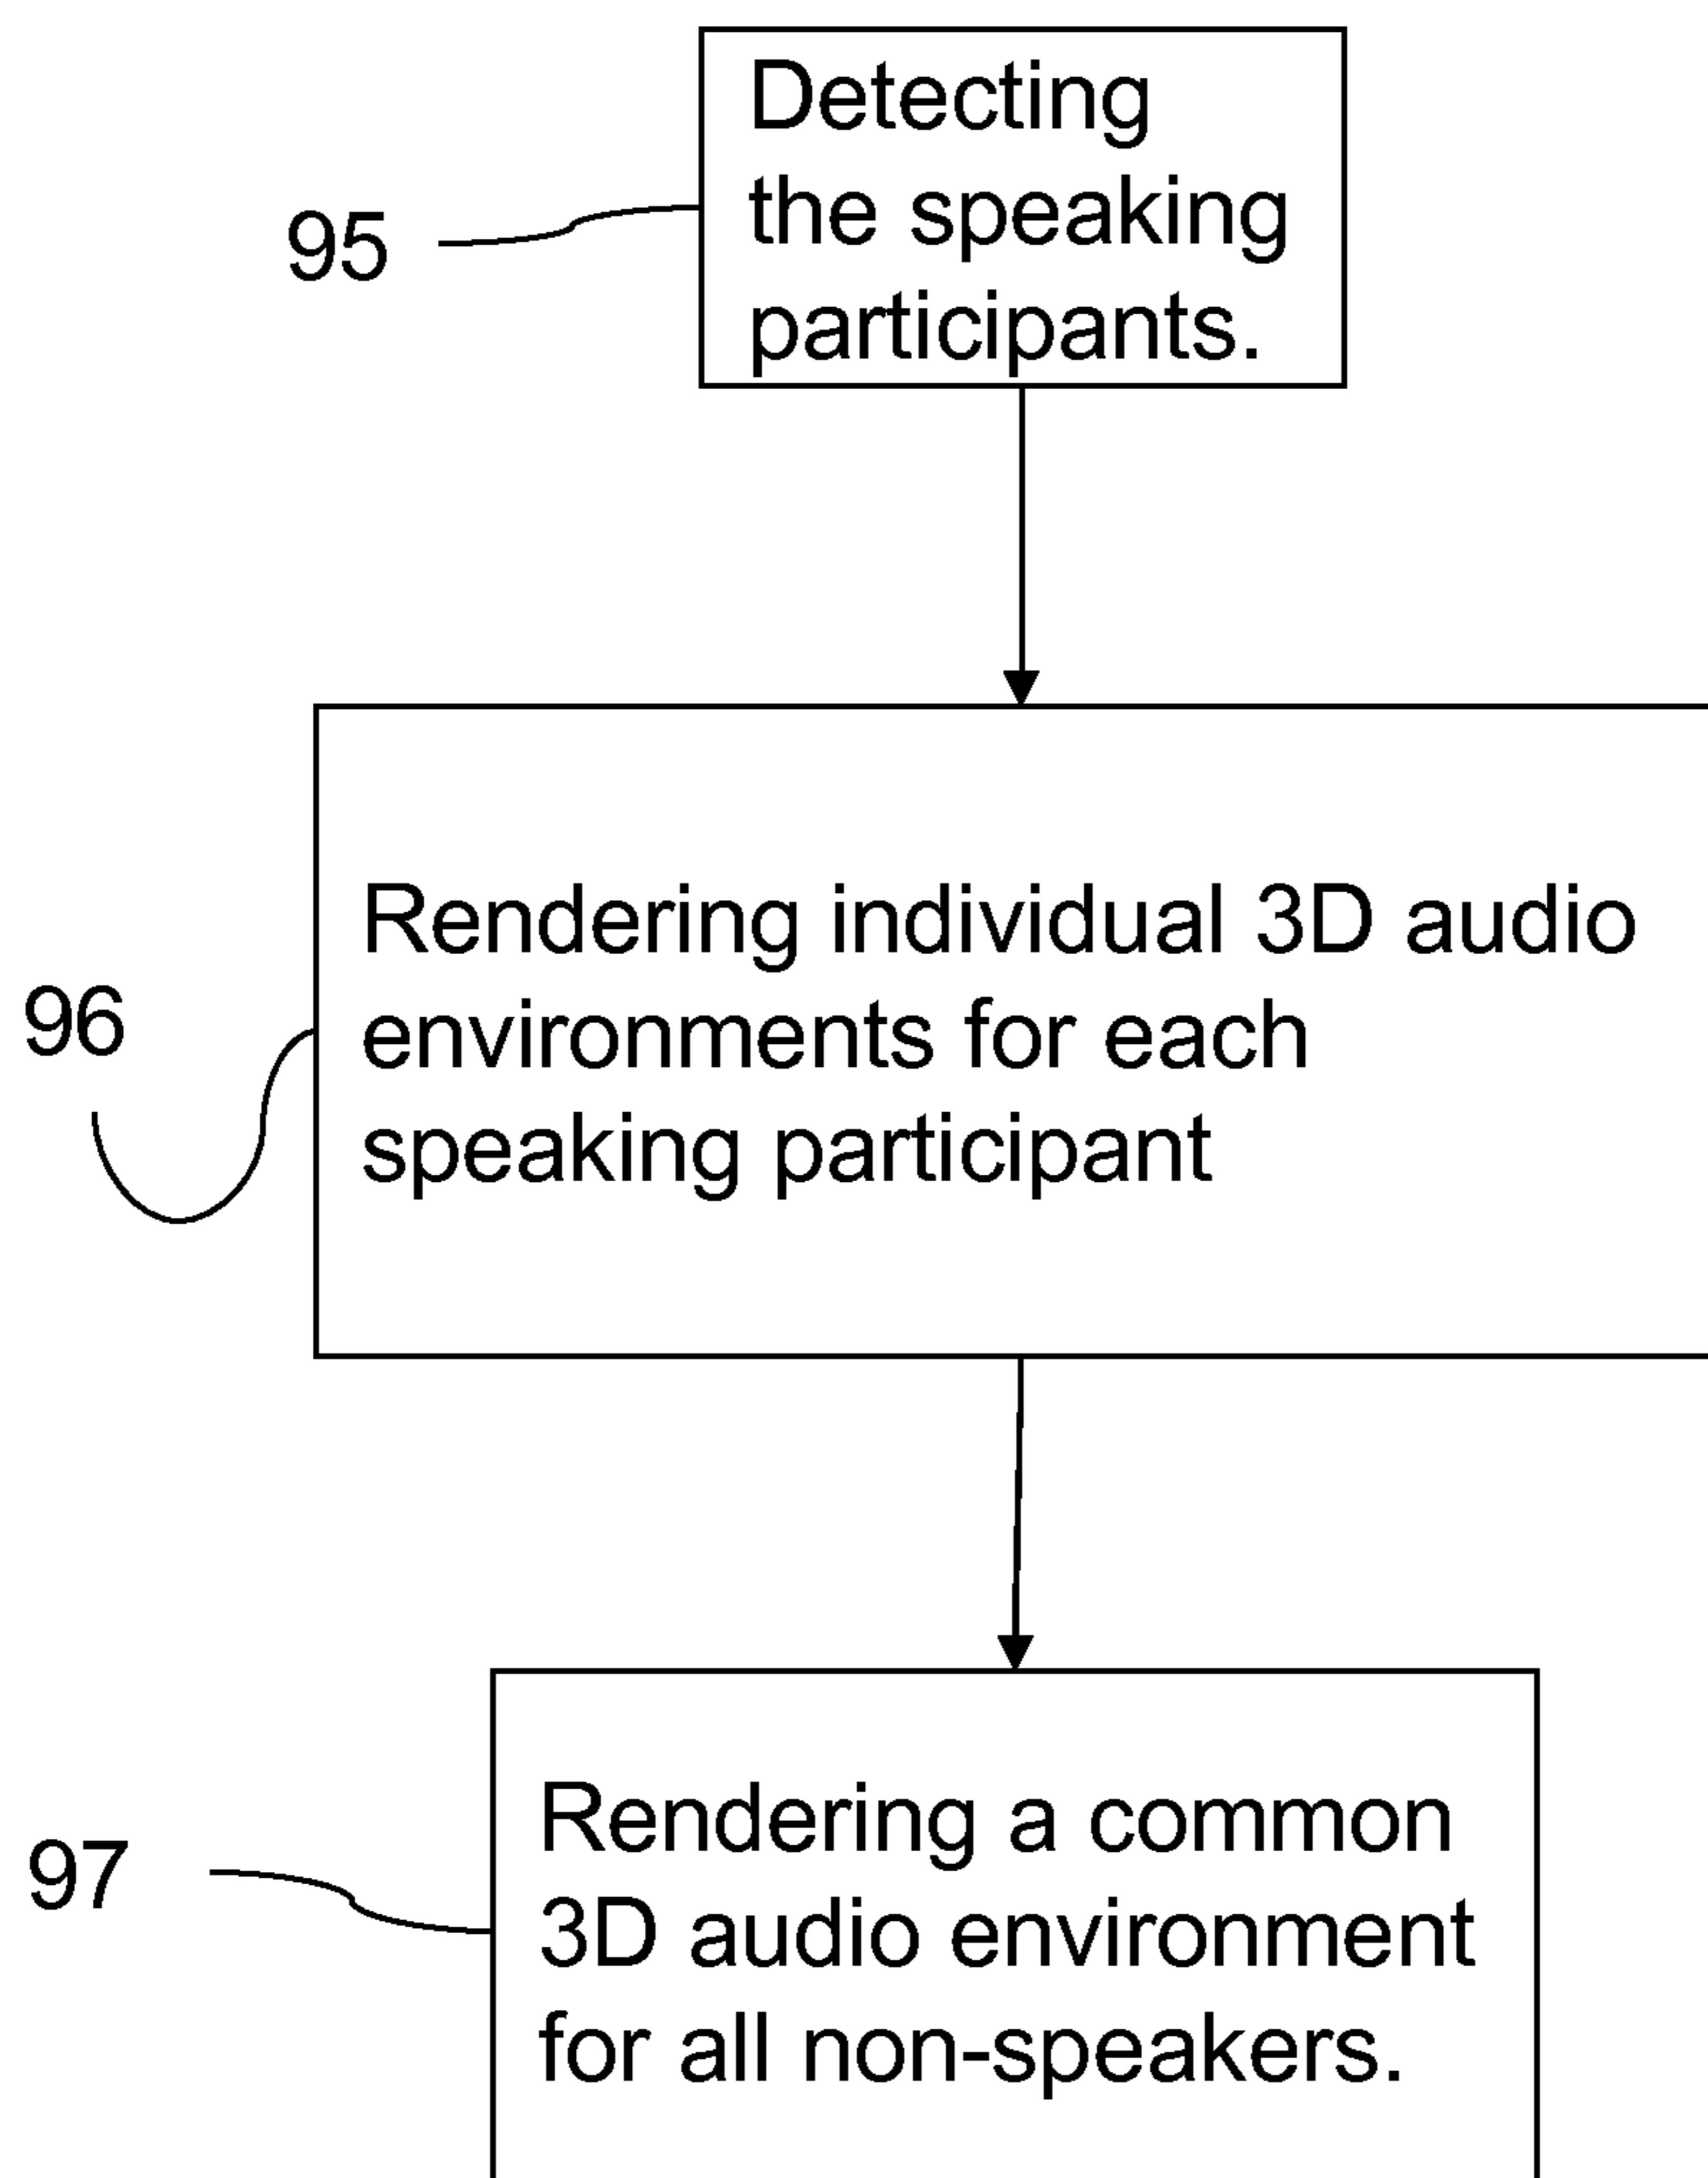 Detecting
the speaking
participants.
95
Rendering individual 3D audio
environments for each
speaking participant
96
Rendering a common
3D audio environment
for all non-speakers.
97